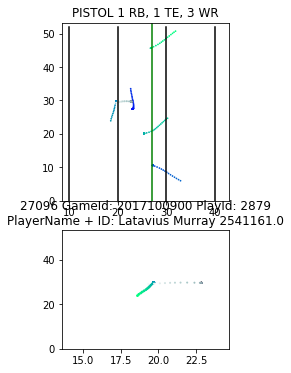 PISTOL 1 RB, 1 TE, 3 WR
50
40
30
20
10
0
10 20 30 40
27096 GameId: 2017100900 PlayId: 2879
PlayerName + ID: Latavius Murray 2541161.0
40
20
0
15.0 17.5 20.0 22.5